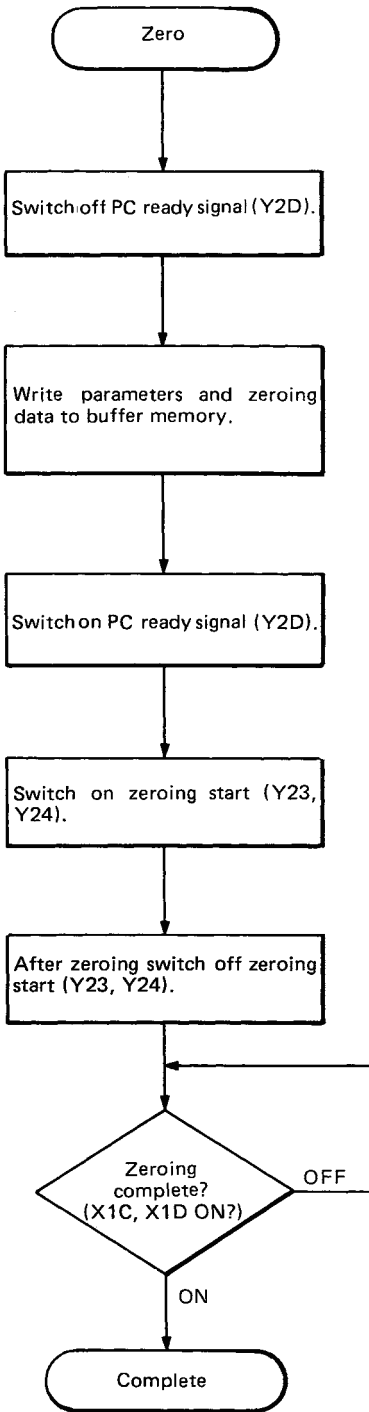 Zero
Switch off PC ready signal (Y2D).
Write parameters and zeroing
data to buffer memory.
Switch on PC ready signal (Y2D).
Switch on zeroing start (Y23,
Y24).
After zeroing switch off zeroing
start (Y23, Y24).
Zeroing
complete?
(X1C, X1D ON?)
OFF
ON
Complete